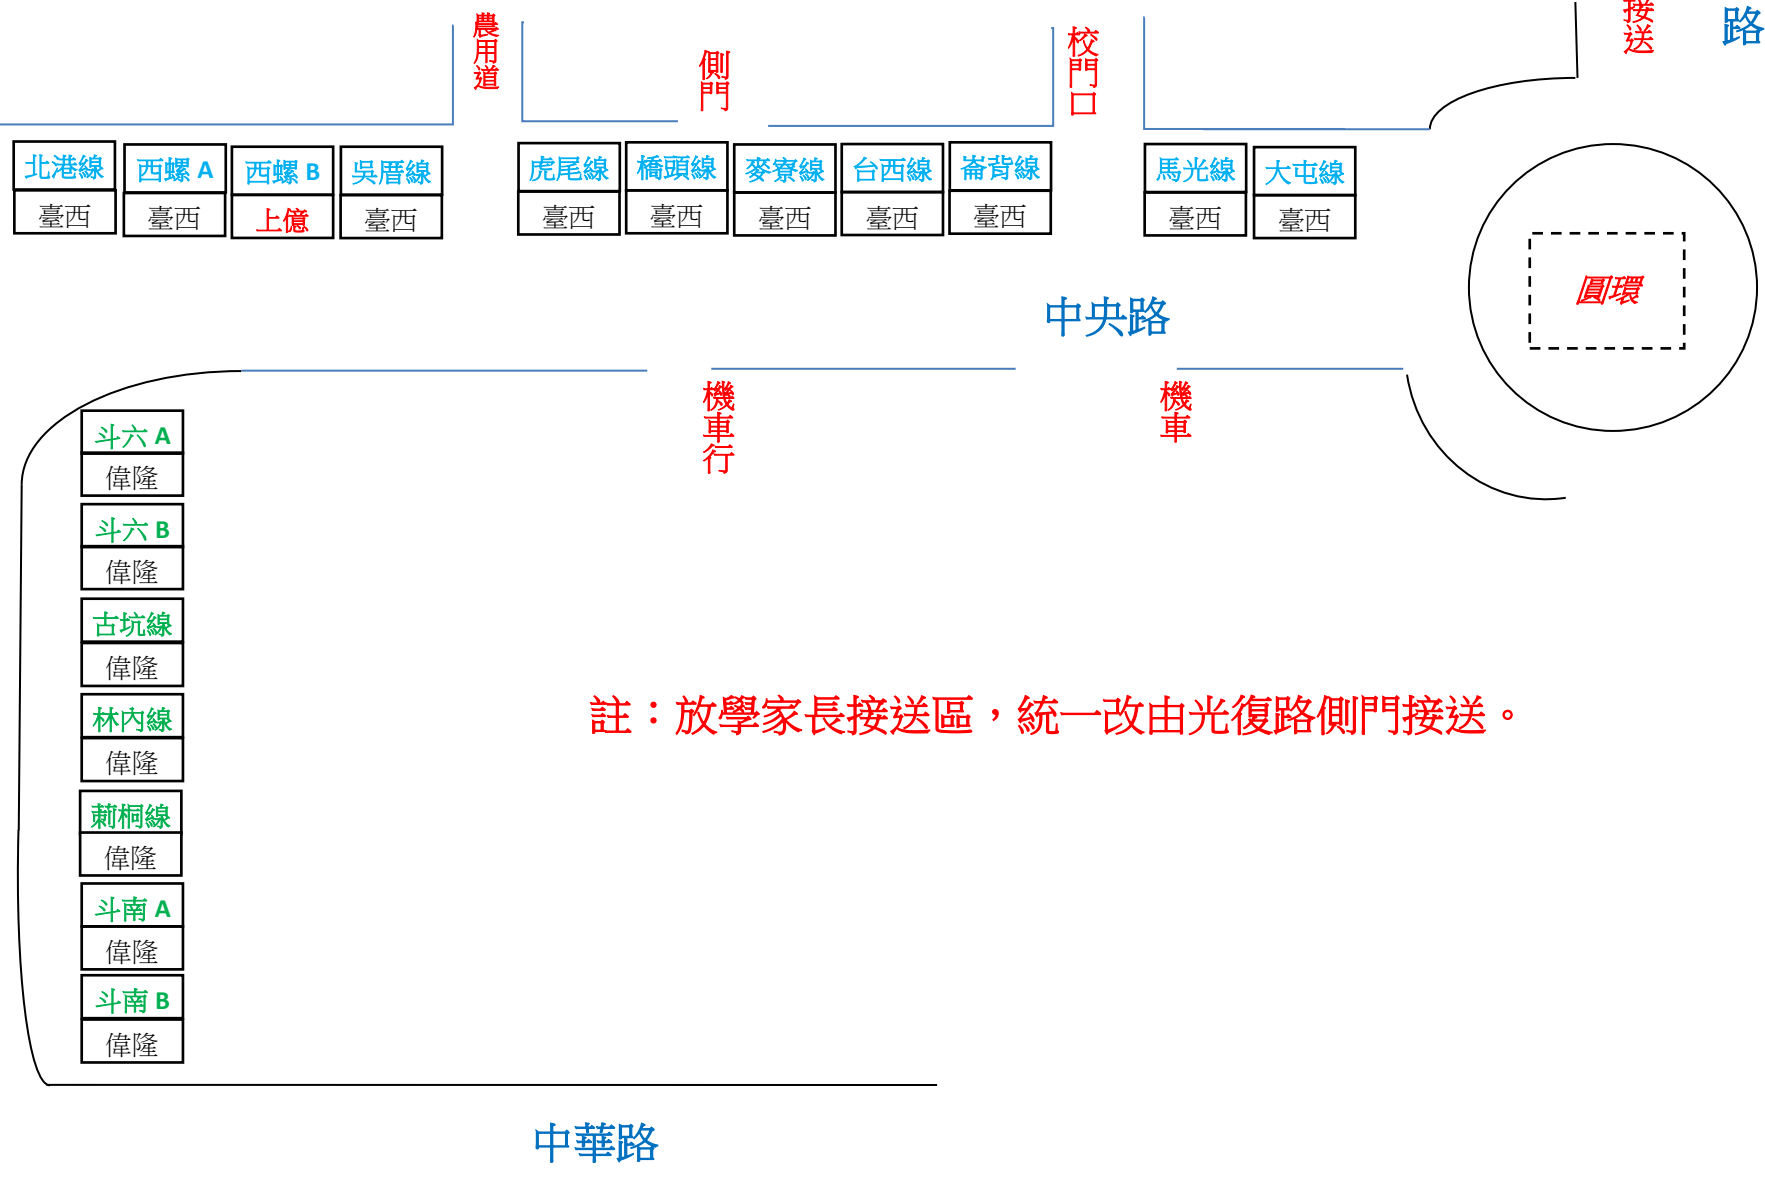 接送
路
農用道
側門
校門口
北港線
臺西
西螺 A
臺西
西螺 B
上億
吳厝線
臺西
虎尾線
臺西
橋頭線
臺西
麥寮線
臺西
台西線
臺西
崙背線
臺西
馬光線
臺西
大屯線
臺西
圓環
中央路
機車行
機車
斗六 A
偉隆
斗六 B
偉隆
古坑線
偉隆
林內線
偉隆
莿桐線
偉隆
斗南 A
偉隆
斗南 B
偉隆
註：放學家長接送區，統一改由光復路側門接送。
中華路